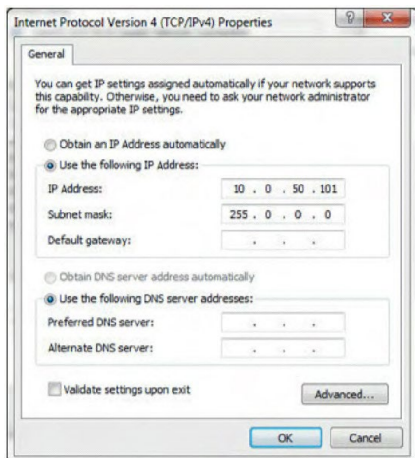 Internet Protocol Version 4 (TCP/IPv4) Properties
General
You can get IP settings assigned automatically if your network supports
this capability. Otherwise, you need to ask your network administrator
for the appropriate IP settings.
Obtain an IP Address automatically
Use the following IP Address:
IP Address: 10 . 0 . 50 . 101
Subnet mask: 255 . 0 . 0 . 0
Default gateway: . . .
Obtain DNS server address automatically
Use the following DNS server addresses:
Preferred DNS server: . . .
Alternate DNS server: . . .
Validate settings upon exit
Advanced...
OK Cancel